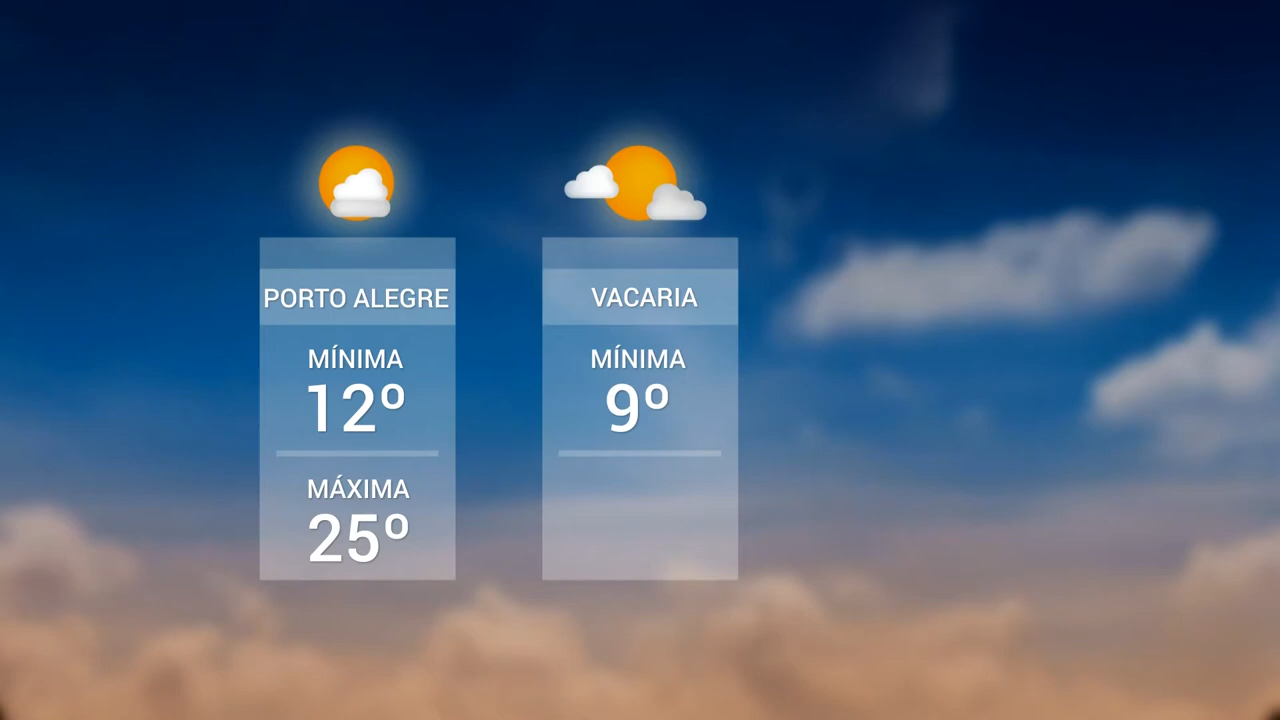 PORTO ALEGRE
MÍNIMA
12º
MÁXIMA
25º
VACARIA
MÍNIMA
9º